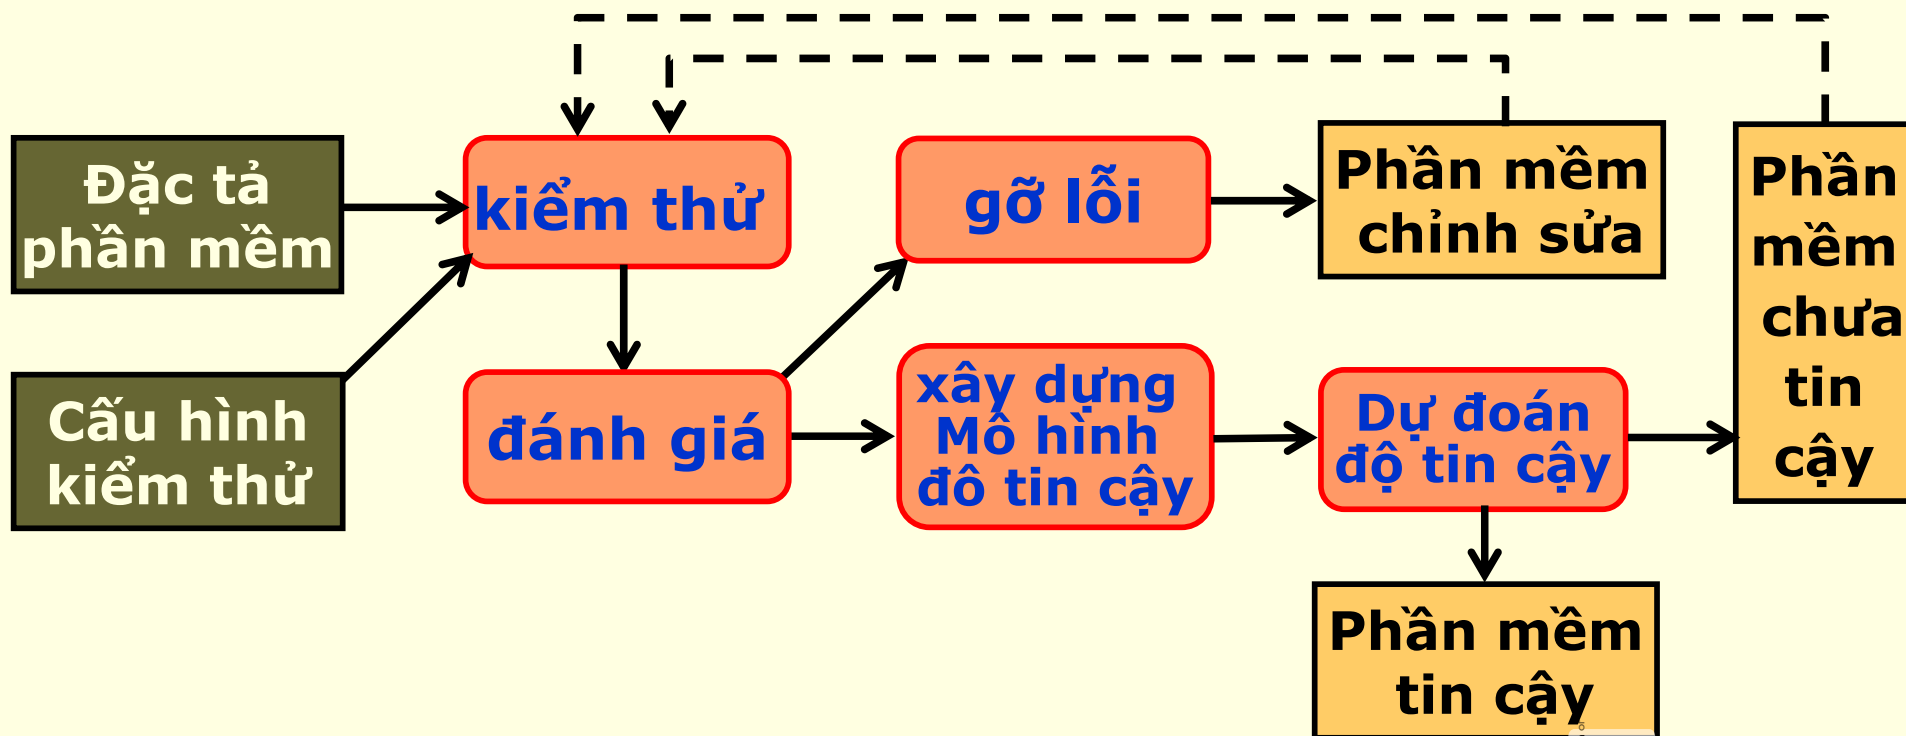 Đặc tả
phần mềm
kiểm thử
gỡ lỗi
Phần mềm
chỉnh sửa
Phần
mềm
chưa
tin
cậy
Cấu hình
kiểm thử
đánh giá
xây dựng
Mô hình
đô tin cậy
Dự đoán
độ tin cậy
Phần mềm
tin cậy